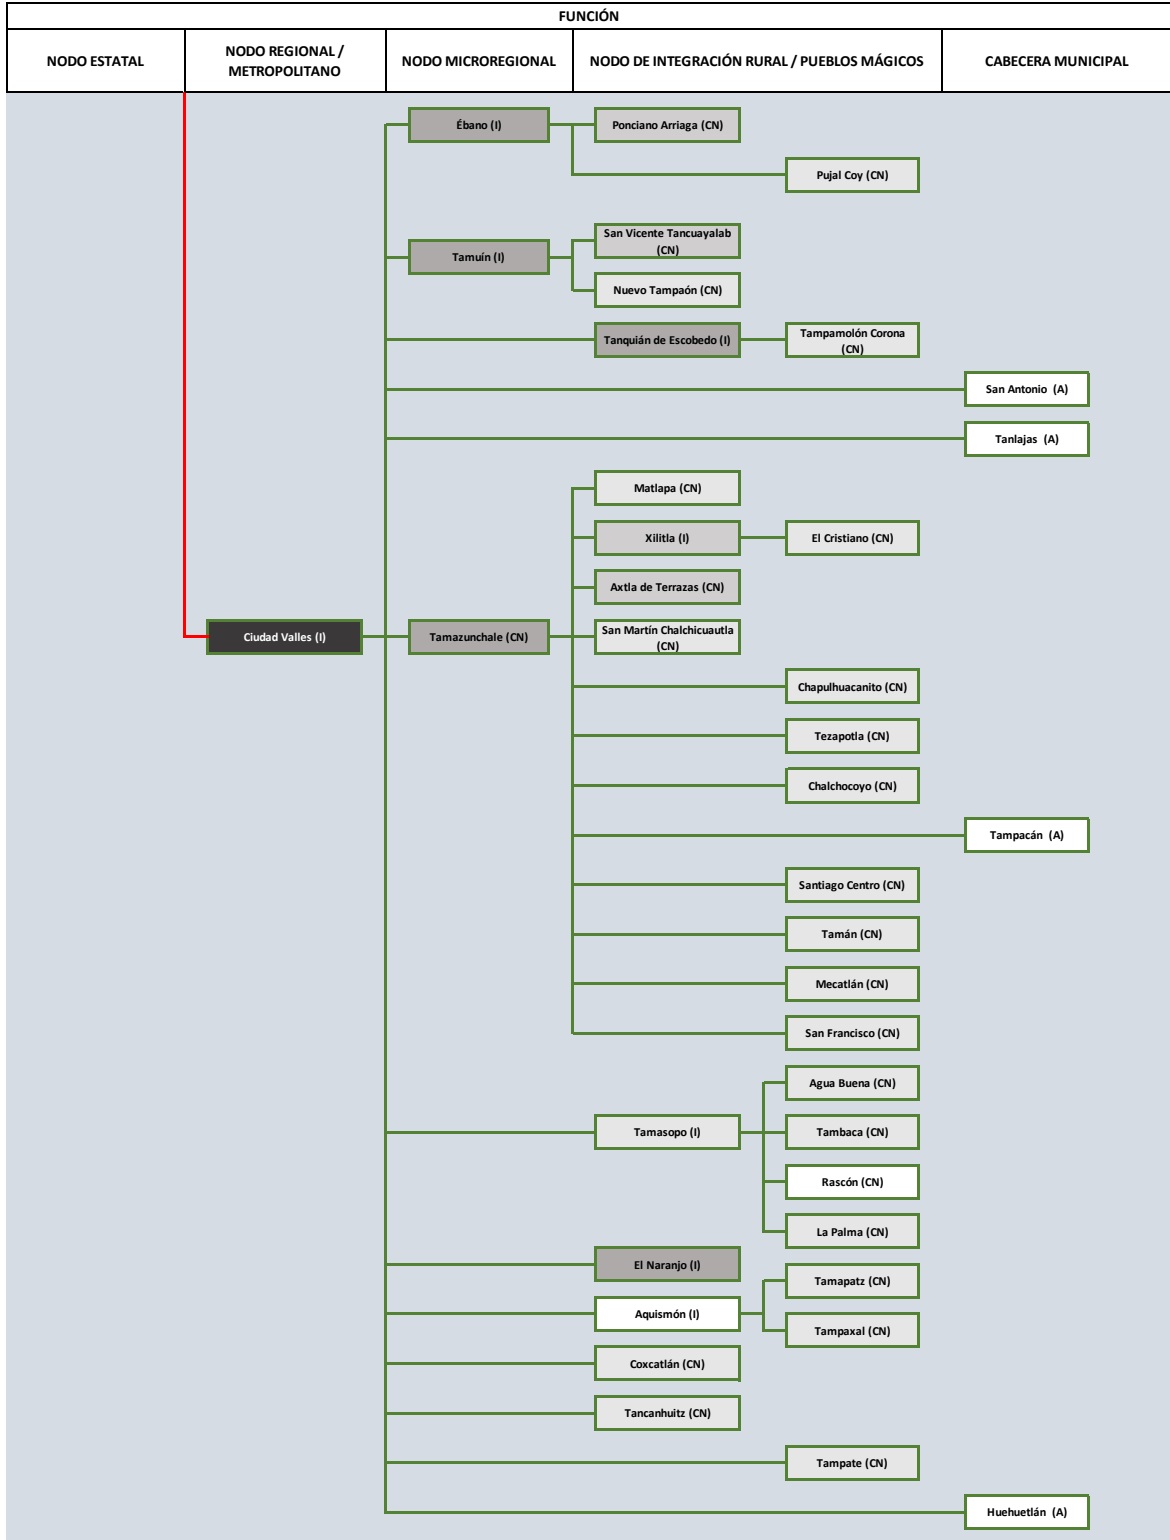 FUNCIÓN
NODO ESTATAL
NODO REGIONAL /
METROPOLITANO
NODO MICROREGIONAL
NODO DE INTEGRACIÓN RURAL / PUEBLOS MÁGICOS
CABECERA MUNICIPAL
Ébano (I)
Ponciano Arriaga (CN)
Pujal Coy (CN)
San Vicente Tancuayalab
(CN)
Tamuín (I)
Nuevo Tampaón (CN)
Tanquián de Escobedo (I)
Tampamolón Corona
(CN)
San Antonio (A)
Tanlajas (A)
Matlapa (CN)
Xilitla (I)
El Cristiano (CN)
Axtla de Terrazas (CN)
Ciudad Valles (I)
Tamazunchale (CN)
San Martín Chalchicuautla
(CN)
Chapulhuacanito (CN)
Tezapotla (CN)
Chalchocoyo (CN)
Tampacán (A)
Santiago Centro (CN)
Tamán (CN)
Mecatlán (CN)
San Francisco (CN)
Agua Buena (CN)
Tamasopo (I)
Tambaca (CN)
Rascón (CN)
La Palma (CN)
El Naranjo (I)
Tamapatz (CN)
Aquismón (I)
Tampaxal (CN)
Coxcatlán (CN)
Tancanhuitz (CN)
Tampate (CN)
Huehuetlán (A)